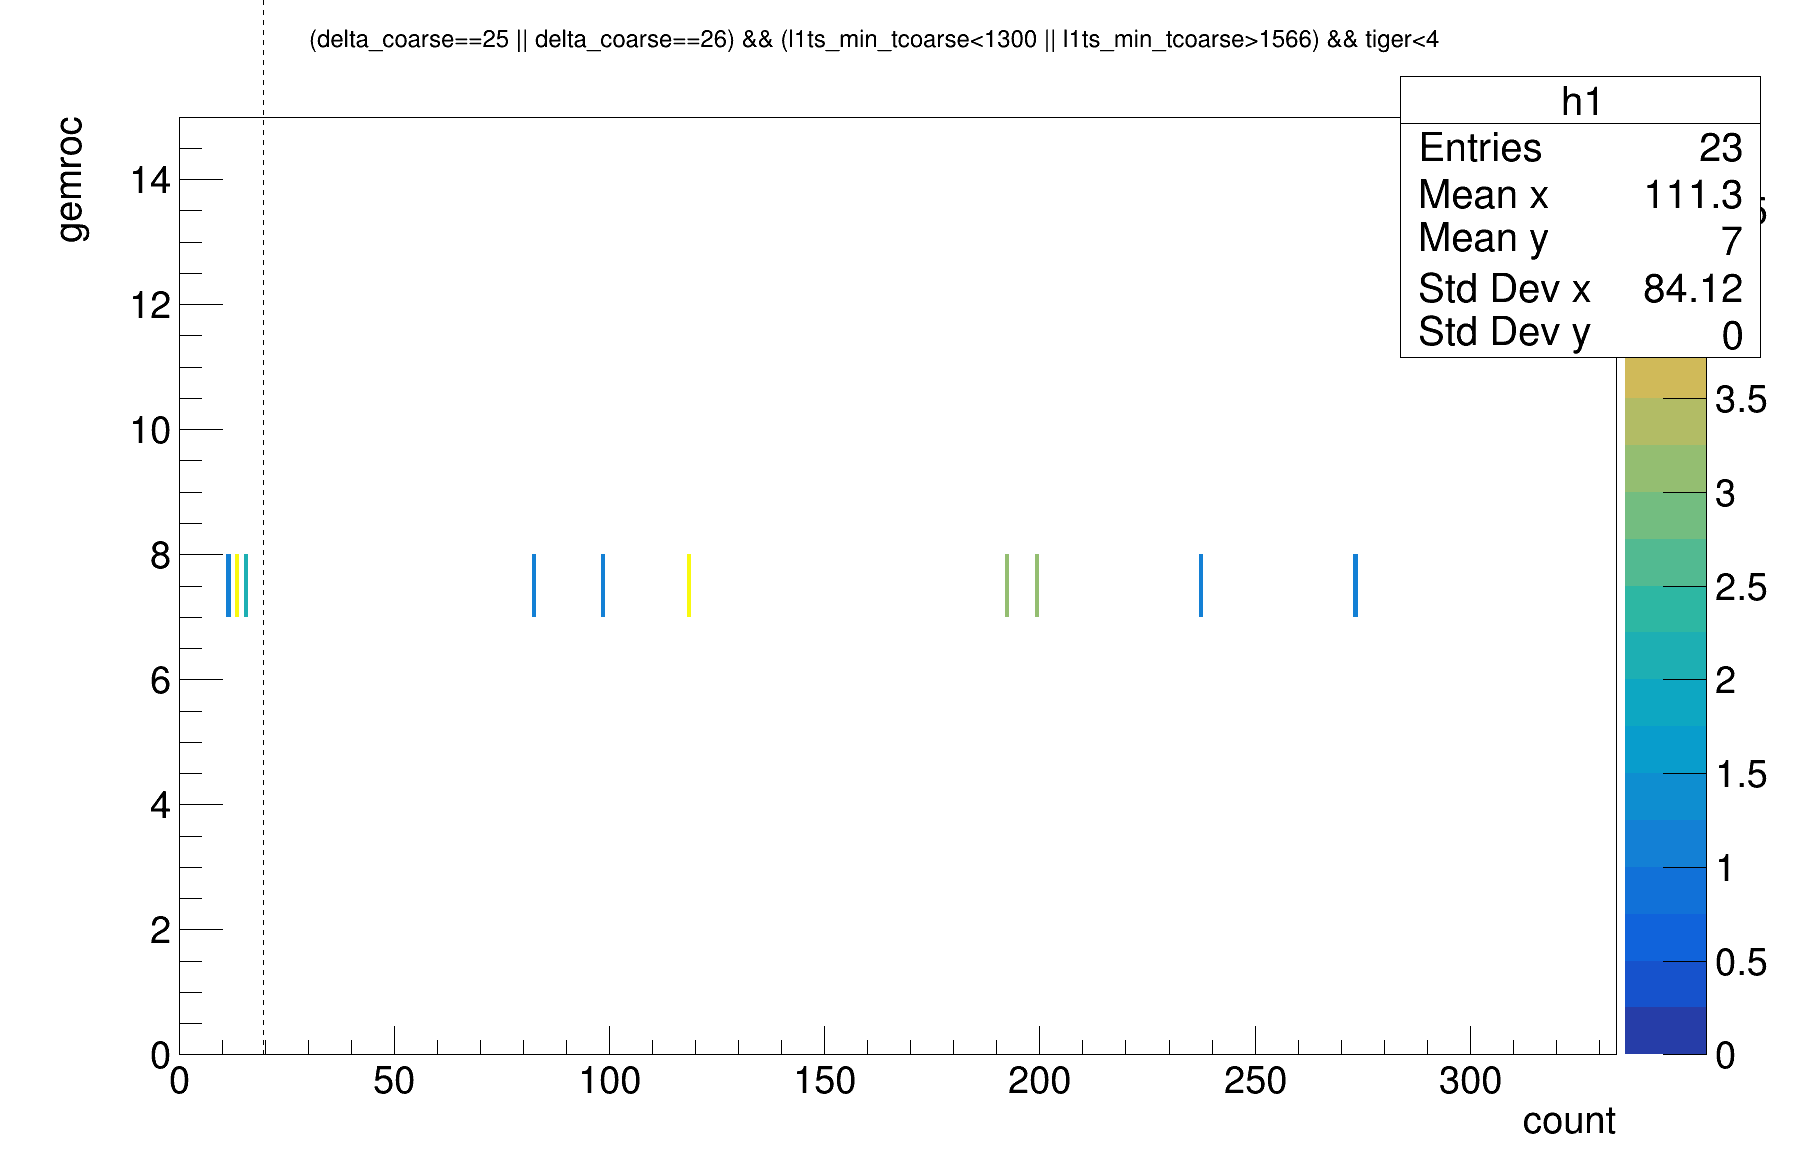 (delta_coarse==25 || delta_coarse==26) && (l1ts_min_tcoarse<1300 || l1ts_min_tcoarse>1566) && tiger<4
h1
Entries 23
Mean x 111.3
Mean y 7
Std Dev x 84.12
Std Dev y 0
gemroc
14
12
10
8
6
4
2
0
0 50 100 150 200 250 300
count
3.5
3
2.5
2
1.5
1
0.5
0